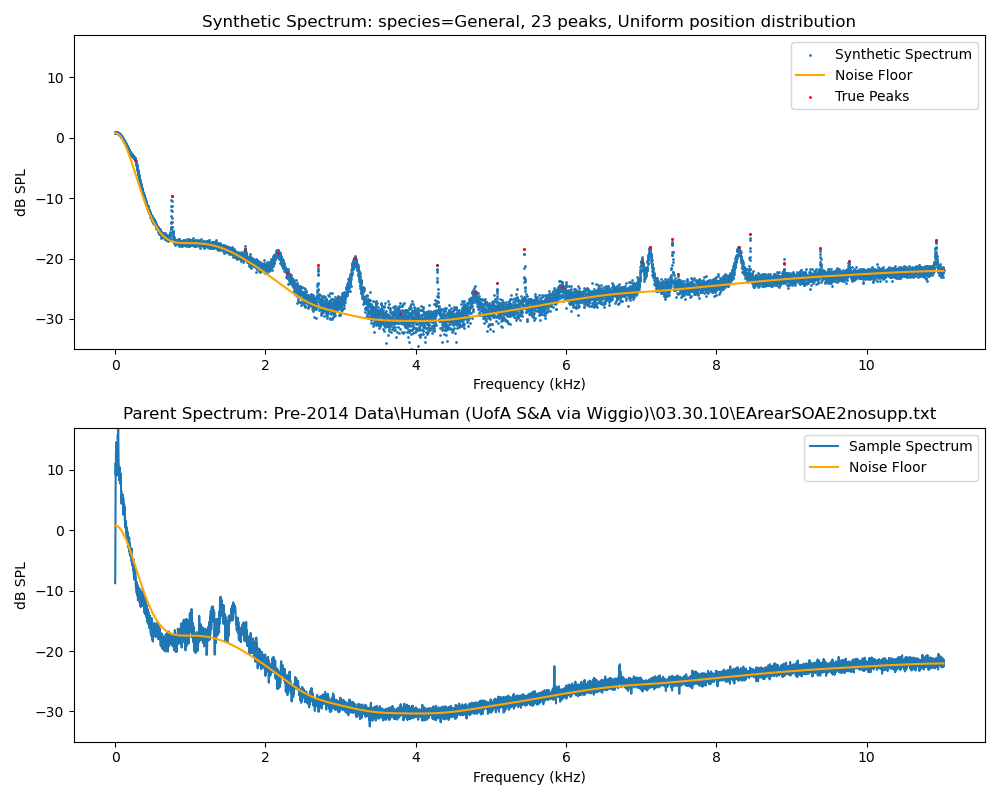 Synthetic Spectrum: species=General, 23 peaks, Uniform position distribution
10
0
−10
−20
−30
dB SPL
Synthetic Spectrum
Noise Floor
True Peaks
0 2 4 6 8 10
Frequency (kHz)
Parent Spectrum: Pre-2014 Data\Human (UofA S&A via Wiggio)\03.30.10\EArearSOAE2nosupp.txt
10
0
−10
−20
−30
dB SPL
Sample Spectrum
Noise Floor
0 2 4 6 8 10
Frequency (kHz)